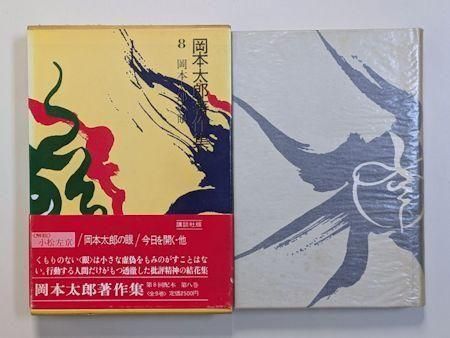 岡本太郎著作集
8
岡本太郎の眼
講談社版
〈解説〉
小松左京
/岡本太郎の眼/今日を開く・他
くもりのない〈眼〉は小さな虚偽をもみのがすことはな
い。行動する人間だけがもつ透徹した批評精神の結花集
岡本太郎著作集
第8回配本 第八巻
〈全9巻〉定価2500円